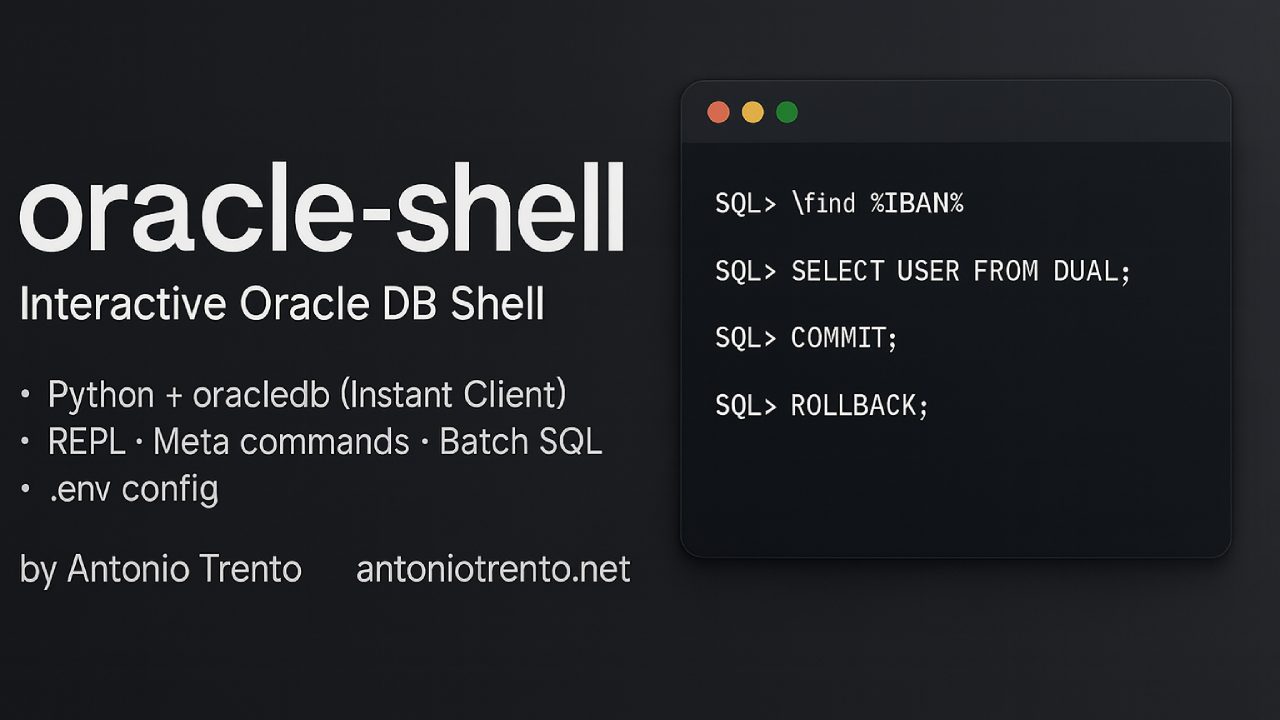 oracle-shell
Interactive Oracle DB Shell
• Python + oracledb (Instant Client)
• REPL · Meta commands · Batch SQL
• .env config
by Antonio Trento antoniotrento.net
SQL> \find %IBAN%
SQL> SELECT USER FROM DUAL;
SQL> COMMIT;
SQL> ROLLBACK;